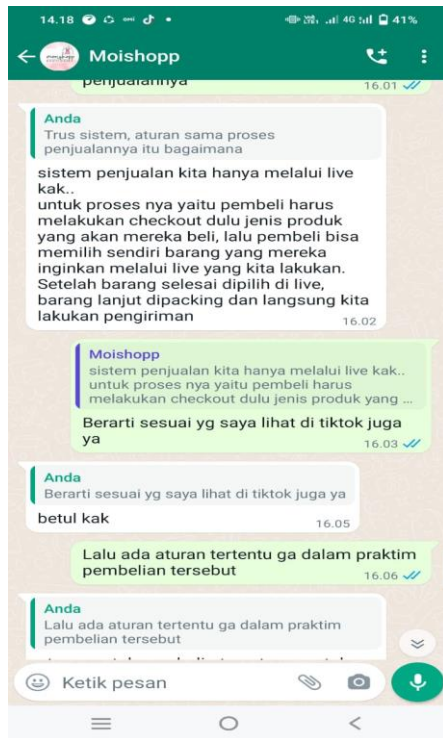 14.18
4G 41%
Moishopp
penjualannya
16.01
Anda
Trus sistem, aturan sama proses
penjualannya itu bagaimana
sistem penjualan kita hanya melalui live
kak..
untuk proses nya yaitu pembeli harus
melakukan checkout dulu jenis produk
yang akan mereka beli, lalu pembeli bisa
memilih sendiri barang yang mereka
inginkan melalui live yang kita lakukan.
Setelah barang selesai dipilih di live,
barang lanjut dipacking dan langsung kita
lakukan pengiriman
16.02
Moishopp
sistem penjualan kita hanya melalui live kak..
untuk proses nya yaitu pembeli harus
melakukan checkout dulu jenis produk yang ...
Berarti sesuai yg saya lihat di tiktok juga
ya
16.03
Anda
Berarti sesuai yg saya lihat di tiktok juga ya
betul kak
16.05
Lalu ada aturan tertentu ga dalam praktim
pembelian tersebut
16.06
Anda
Lalu ada aturan tertentu ga dalam praktim
pembelian tersebut
Ketik pesan